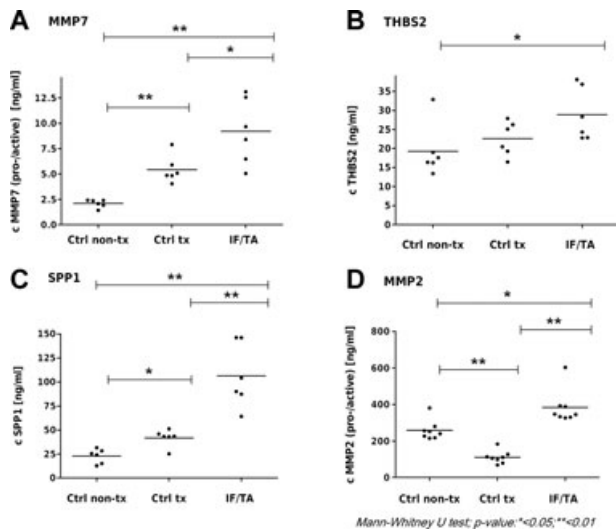 A MMP7
**
*
**
c MMP7 (pro-/active) [ng/ml]
12.5
10.0
7.5
5.0
2.5
0.0
Ctrl non-tx Ctrl tx IF/TA
B THBS2
*
c THBS2 [ng/ml]
35
30
25
20
15
10
5
0
Ctrl non-tx Ctrl tx IF/TA
C SPP1
**
**
*
c SPP1 [ng/ml]
150
125
100
75
50
25
0
Ctrl non-tx Ctrl tx IF/TA
D MMP2
*
**
**
c MMP2 (pro-/active) [ng/ml]
800
600
400
200
0
Ctrl non-tx Ctrl tx IF/TA
Mann-Whitney U test; p-value:*<0.05;**<0.01